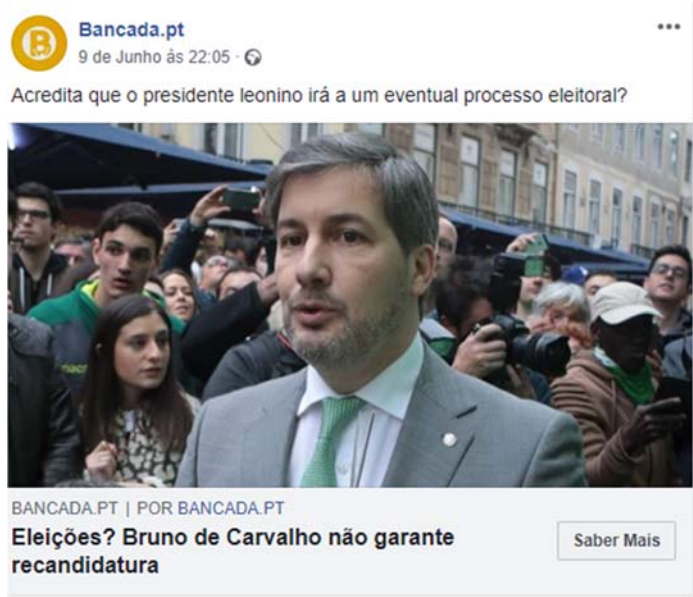 Bancada.pt
9 de Junho às 22:05
Acredita que o presidente leonino irá a um eventual processo eleitoral?
BANCADA.PT | POR BANCADA.PT
Eleições? Bruno de Carvalho não garante
recandidatura
Saber Mais